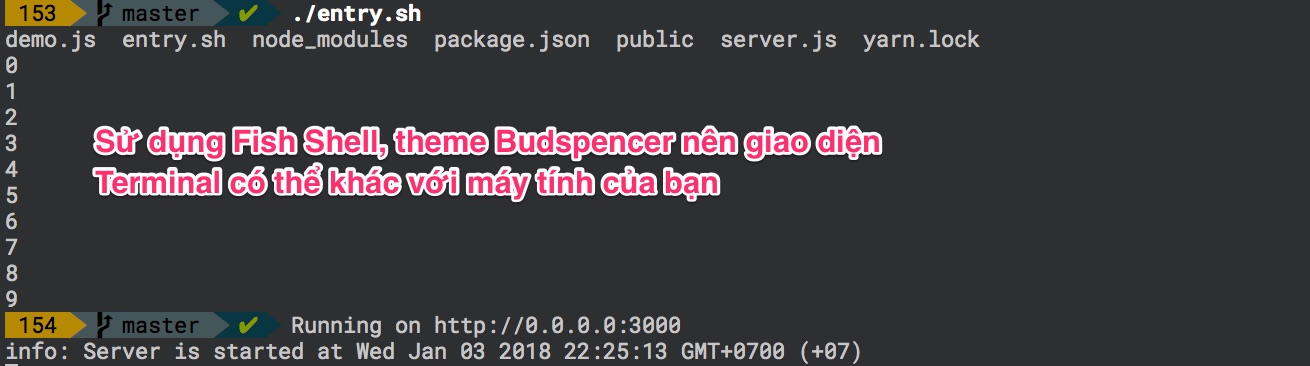 153 master ✔ ./entry.sh
demo.js entry.sh node_modules package.json public server.js yarn.lock
0
1
2
3
4
5
6
7
8
9
Sử dụng Fish Shell, theme Budspencer nên giao diện
Terminal có thể khác với máy tính của bạn
154 master ✔ Running on http://0.0.0.0:3000
info: Server is started at Wed Jan 03 2018 22:25:13 GMT+0700 (+07)